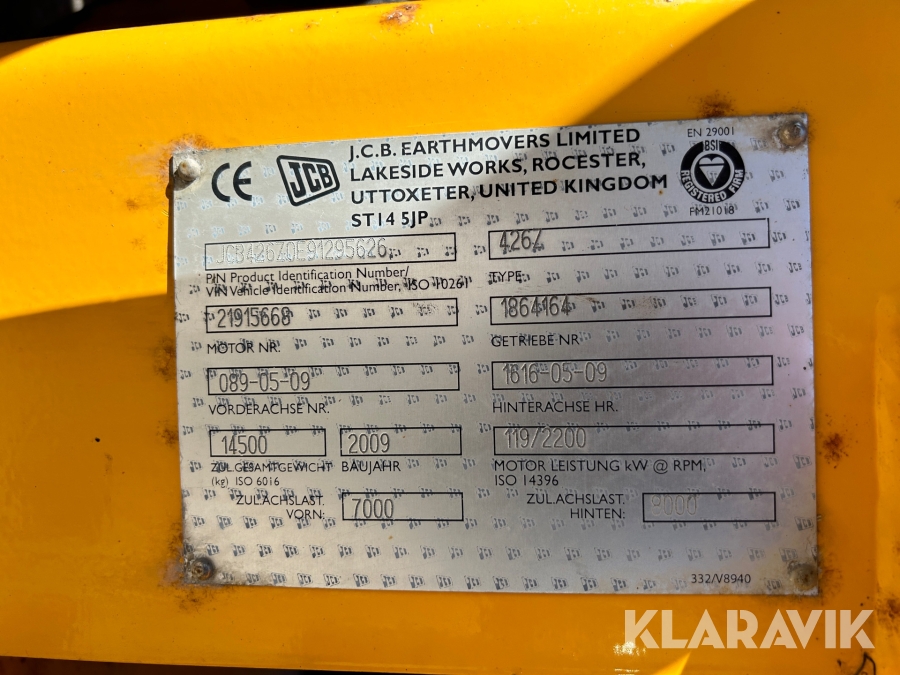 CE JCB J.C.B. EARTHMOVERS LIMITED
LAKESIDE WORKS, ROCESTER,
UTTOXETER, UNITED KINGDOM
ST14 5JP
EN 29001
BSI
REGISTERED FIRM
FM21018
JCB426Z0E91295626
426Z
PIN Product Identification Number/
VIN Vehicle Identification Number, ISO 10261
TYPE
21915668
1864164
MOTOR NR.
GETRIEBE NR.
089-05-09
1616-05-09
VORDERACHSE NR.
HINTERACHSE HR.
14500
2009
119/2200
ZUL.GESAMTGEWICHT BAUJAHR
(kg) ISO 6016
MOTOR LEISTUNG kW @ RPM,
ISO 14396
ZUL.ACHSLAST.
VORN:
7000
ZUL.ACHSLAST.
HINTEN:
332/V8940
KLARAVIK